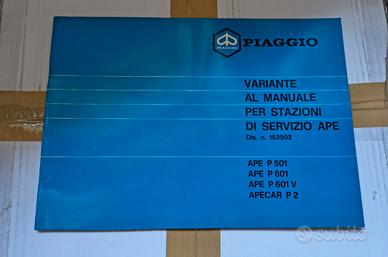 PIAGGIO
PIAGGIO
VARIANTE
AL MANUALE
PER STAZIONI
DI SERVIZIO APE
Dis. n. 153502
APE P 501
APE P 601
APE P 601 V
APECAR P 2
subito